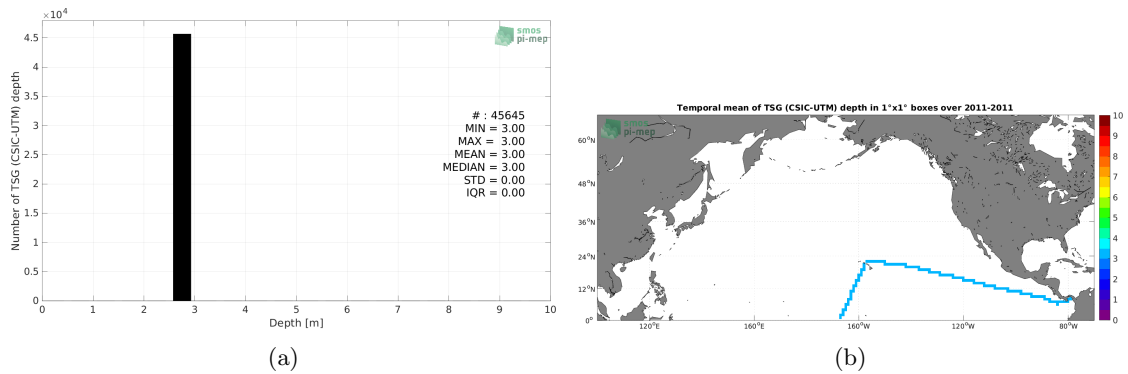 ×10⁴
4.5
4
3.5
3
2.5
2
1.5
1
0.5
0
Number of TSG (CSIC-UTM) depth
smos
pi-mep
# : 45645
MIN = 3.00
MAX = 3.00
MEAN = 3.00
MEDIAN = 3.00
STD = 0.00
IQR = 0.00
0 1 2 3 4 5 6 7 8 9 10
Depth [m]
(a)
Temporal mean of TSG (CSIC-UTM) depth in 1°x1° boxes over 2011-2011
smos
pi-mep
60°N
48°N
36°N
24°N
12°N
0°
120°E 160°E 160°W 120°W 80°W
10
9
8
7
6
5
4
3
2
1
0
(b)